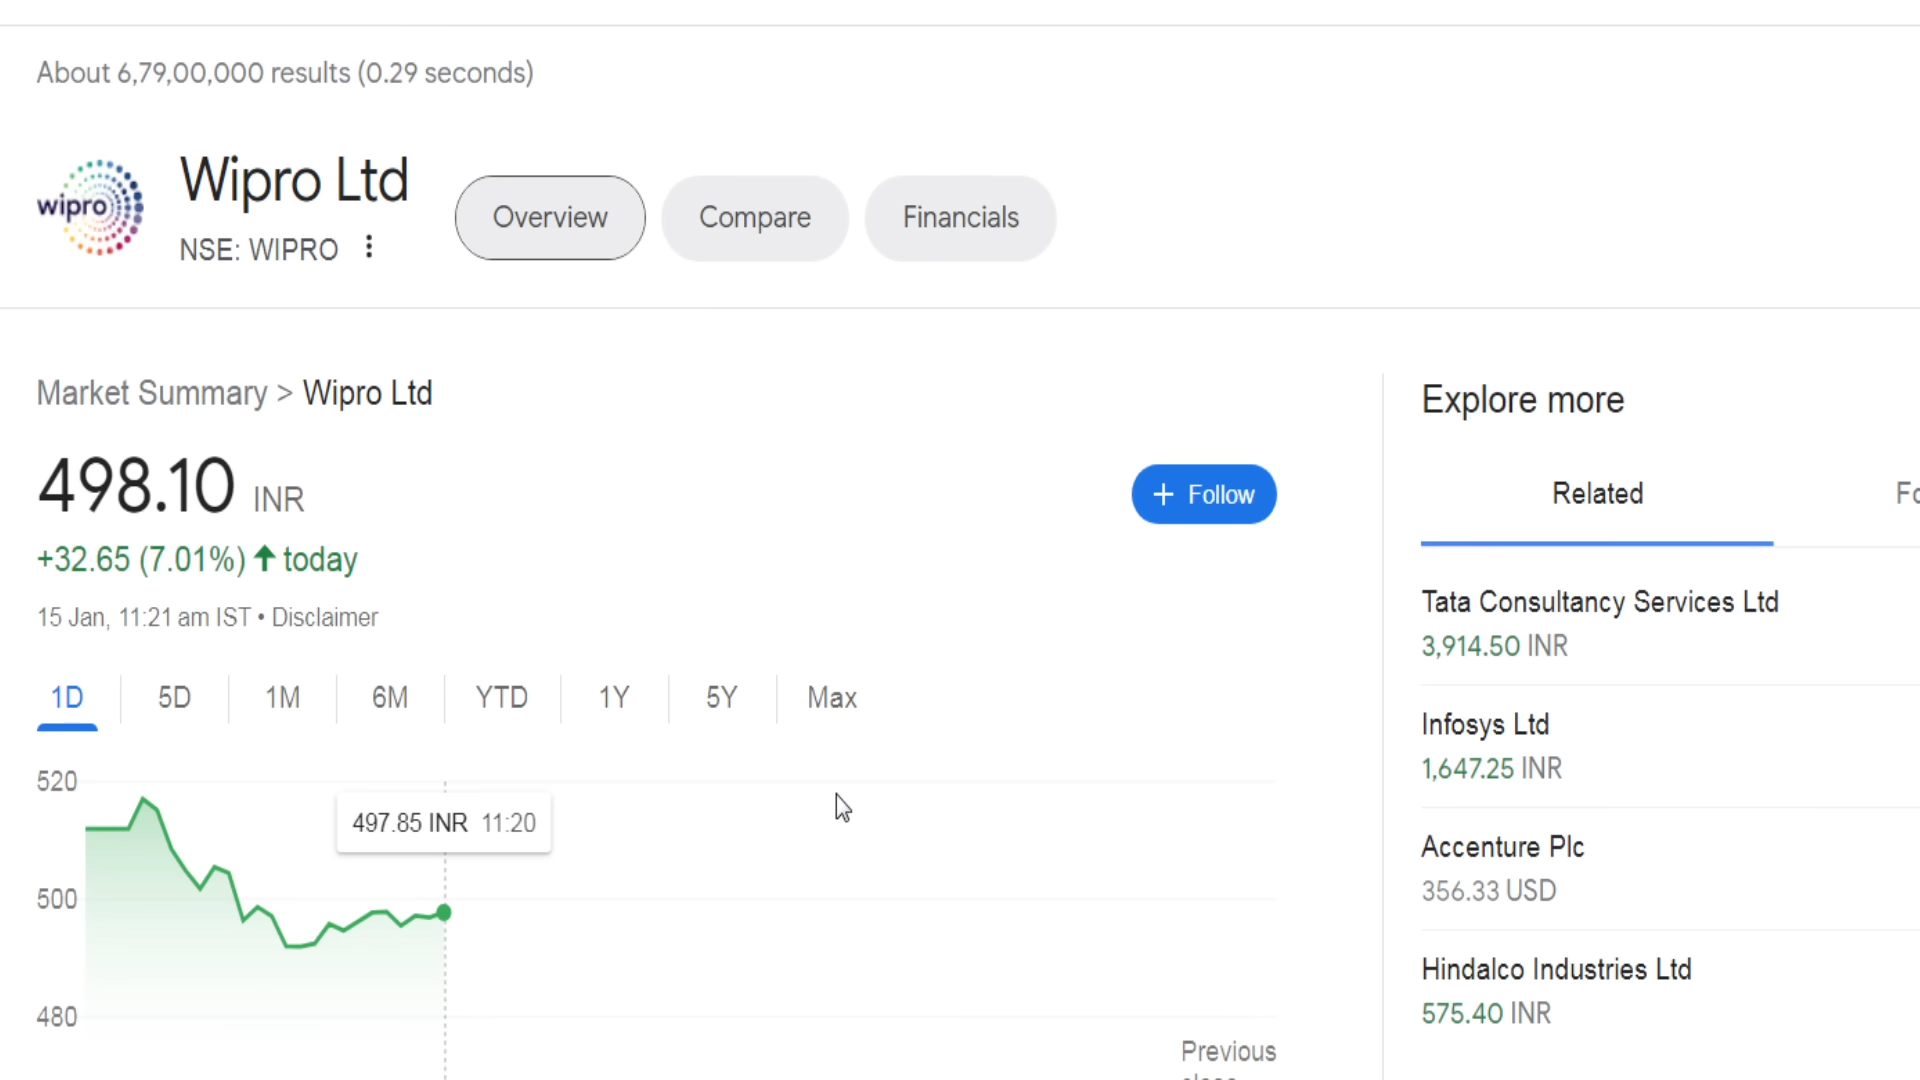 About 6,79,00,000 results (0.29 seconds)
wipro
Wipro Ltd
NSE: WIPRO
Overview
Compare
Financials
Market Summary > Wipro Ltd
498.10 INR
+ Follow
+32.65 (7.01%) ↑ today
15 Jan, 11:21 am IST • Disclaimer
1D 5D 1M 6M YTD 1Y 5Y Max
520
497.85 INR 11:20
500
480
Previous
Explore more
Related
Tata Consultancy Services Ltd
3,914.50 INR
Infosys Ltd
1,647.25 INR
Accenture Plc
356.33 USD
Hindalco Industries Ltd
575.40 INR